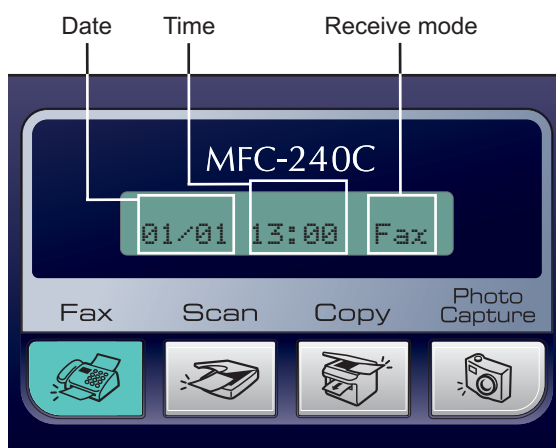 Date Time Receive mode
MFC-240C
01/01 13:00 Fax
Fax Scan Copy Photo Capture